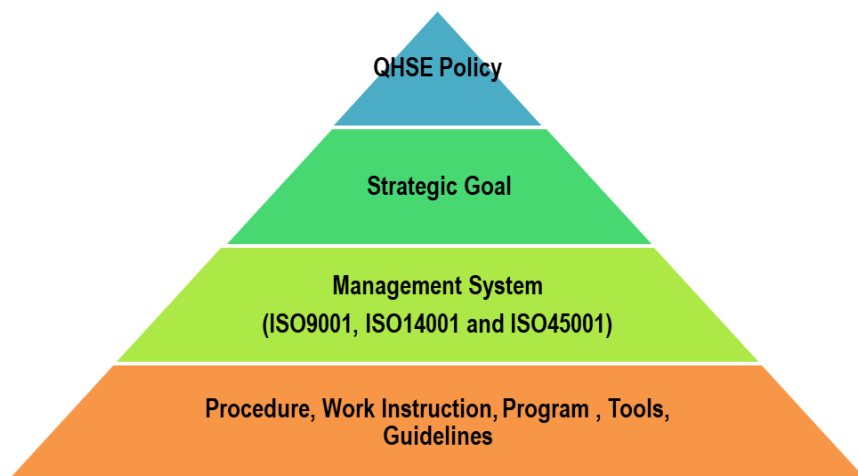 QHSE Policy
Strategic Goal
Management System
(ISO9001, ISO14001 and ISO45001)
Procedure, Work Instruction, Program , Tools,
Guidelines